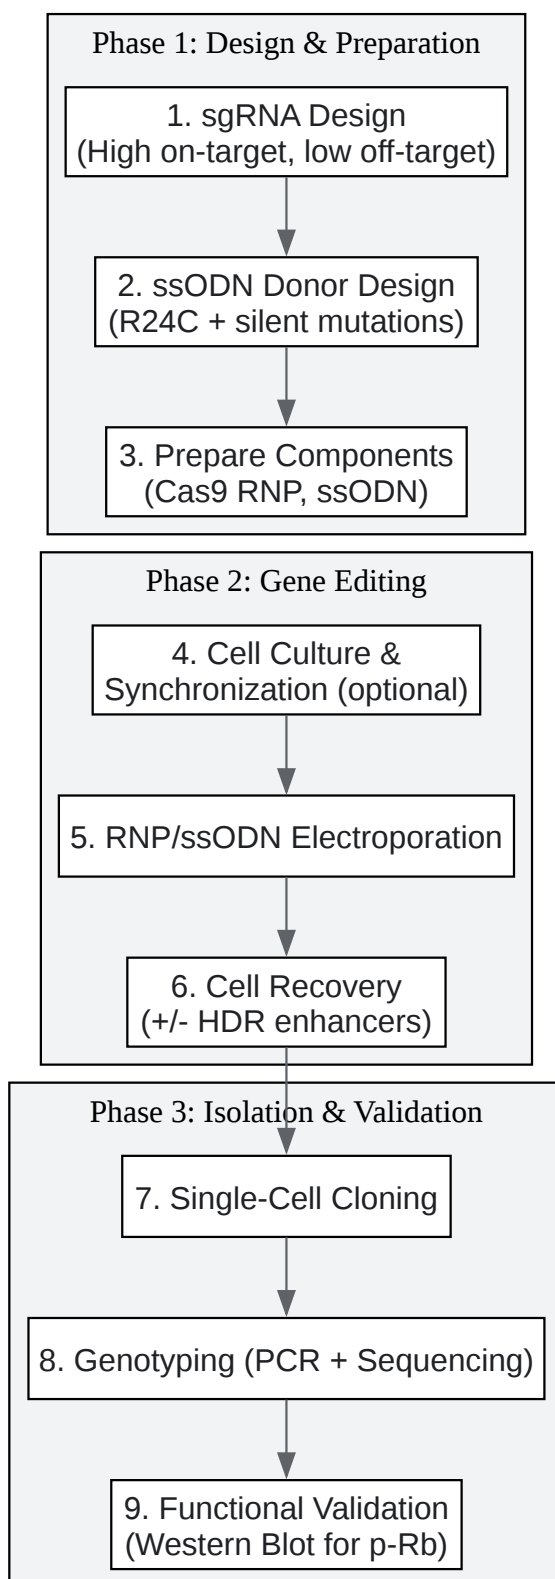 Phase 1: Design & Preparation
1. sgRNA Design
(High on-target, low off-target)
2. ssODN Donor Design
(R24C + silent mutations)
3. Prepare Components
(Cas9 RNP, ssODN)
Phase 2: Gene Editing
4. Cell Culture &
Synchronization (optional)
5. RNP/ssODN Electroporation
6. Cell Recovery
(+/- HDR enhancers)
Phase 3: Isolation & Validation
7. Single-Cell Cloning
8. Genotyping (PCR + Sequencing)
9. Functional Validation
(Western Blot for p-Rb)